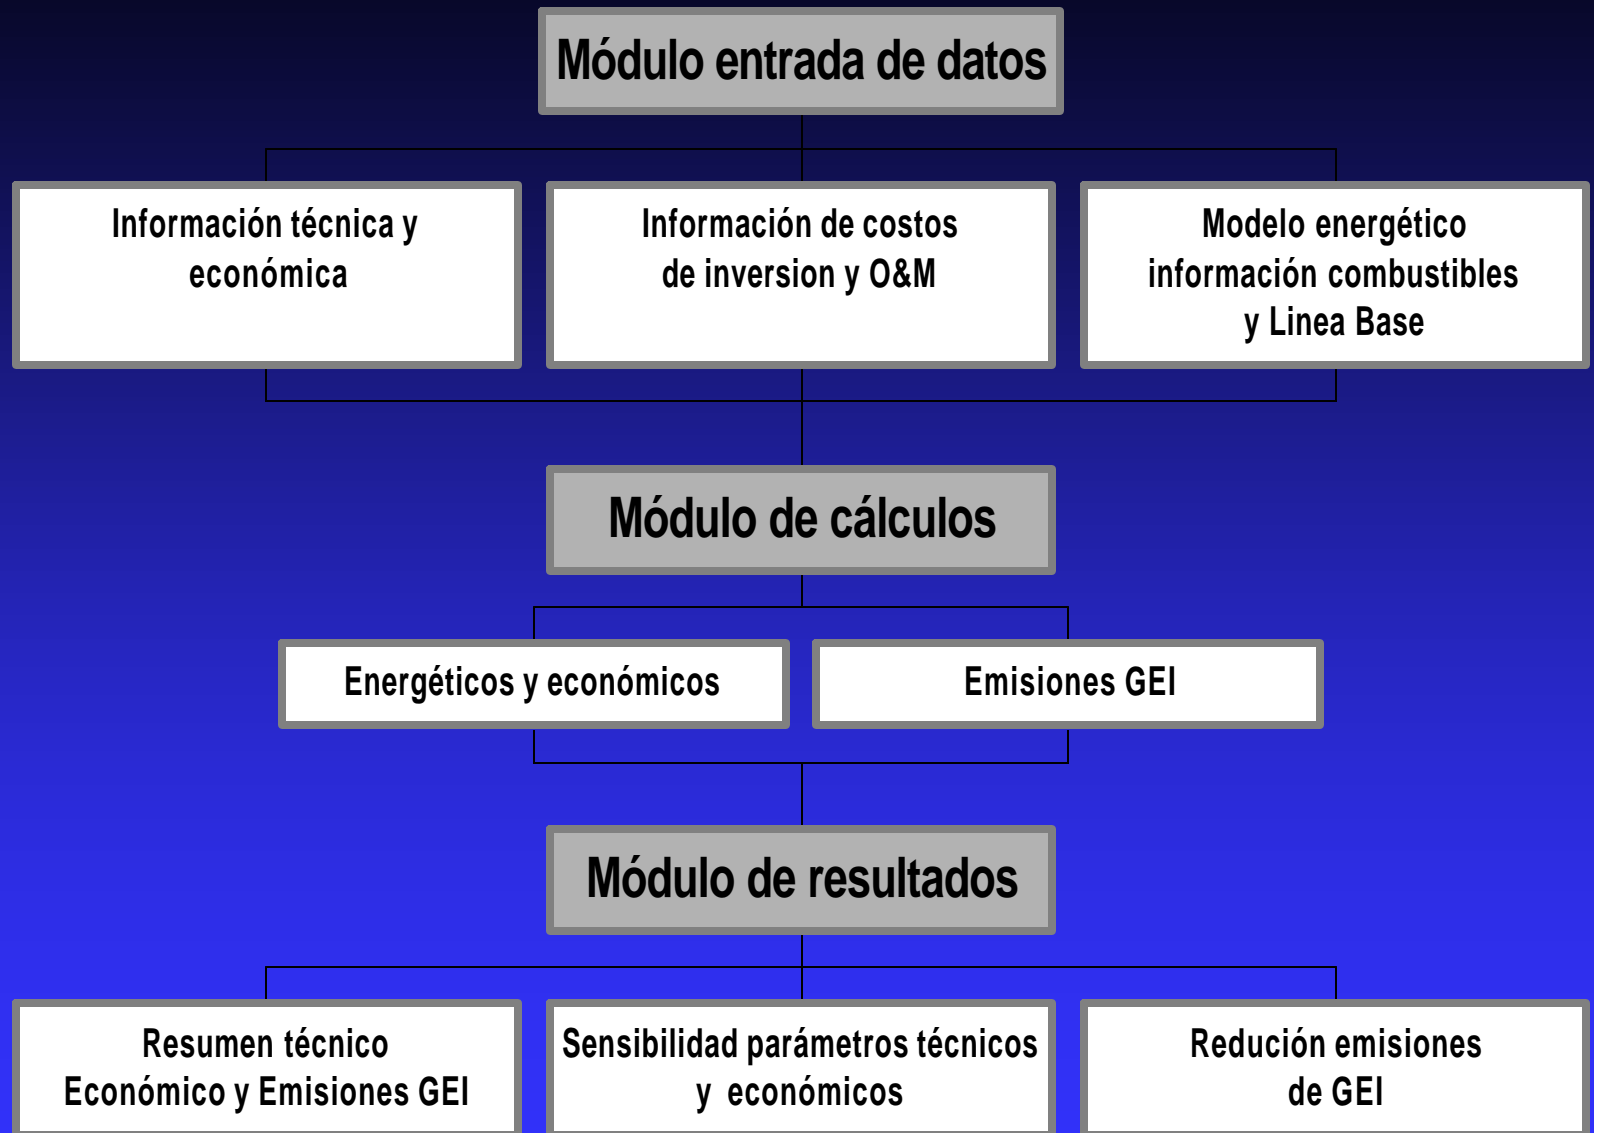 Módulo entrada de datos
Información técnica y
económica
Información de costos
de inversion y O&M
Modelo energético
información combustibles
y Linea Base
Módulo de cálculos
Energéticos y económicos
Emisiones GEI
Módulo de resultados
Resumen técnico
Económico y Emisiones GEI
Sensibilidad parámetros técnicos
y económicos
Redución emisiones
de GEI